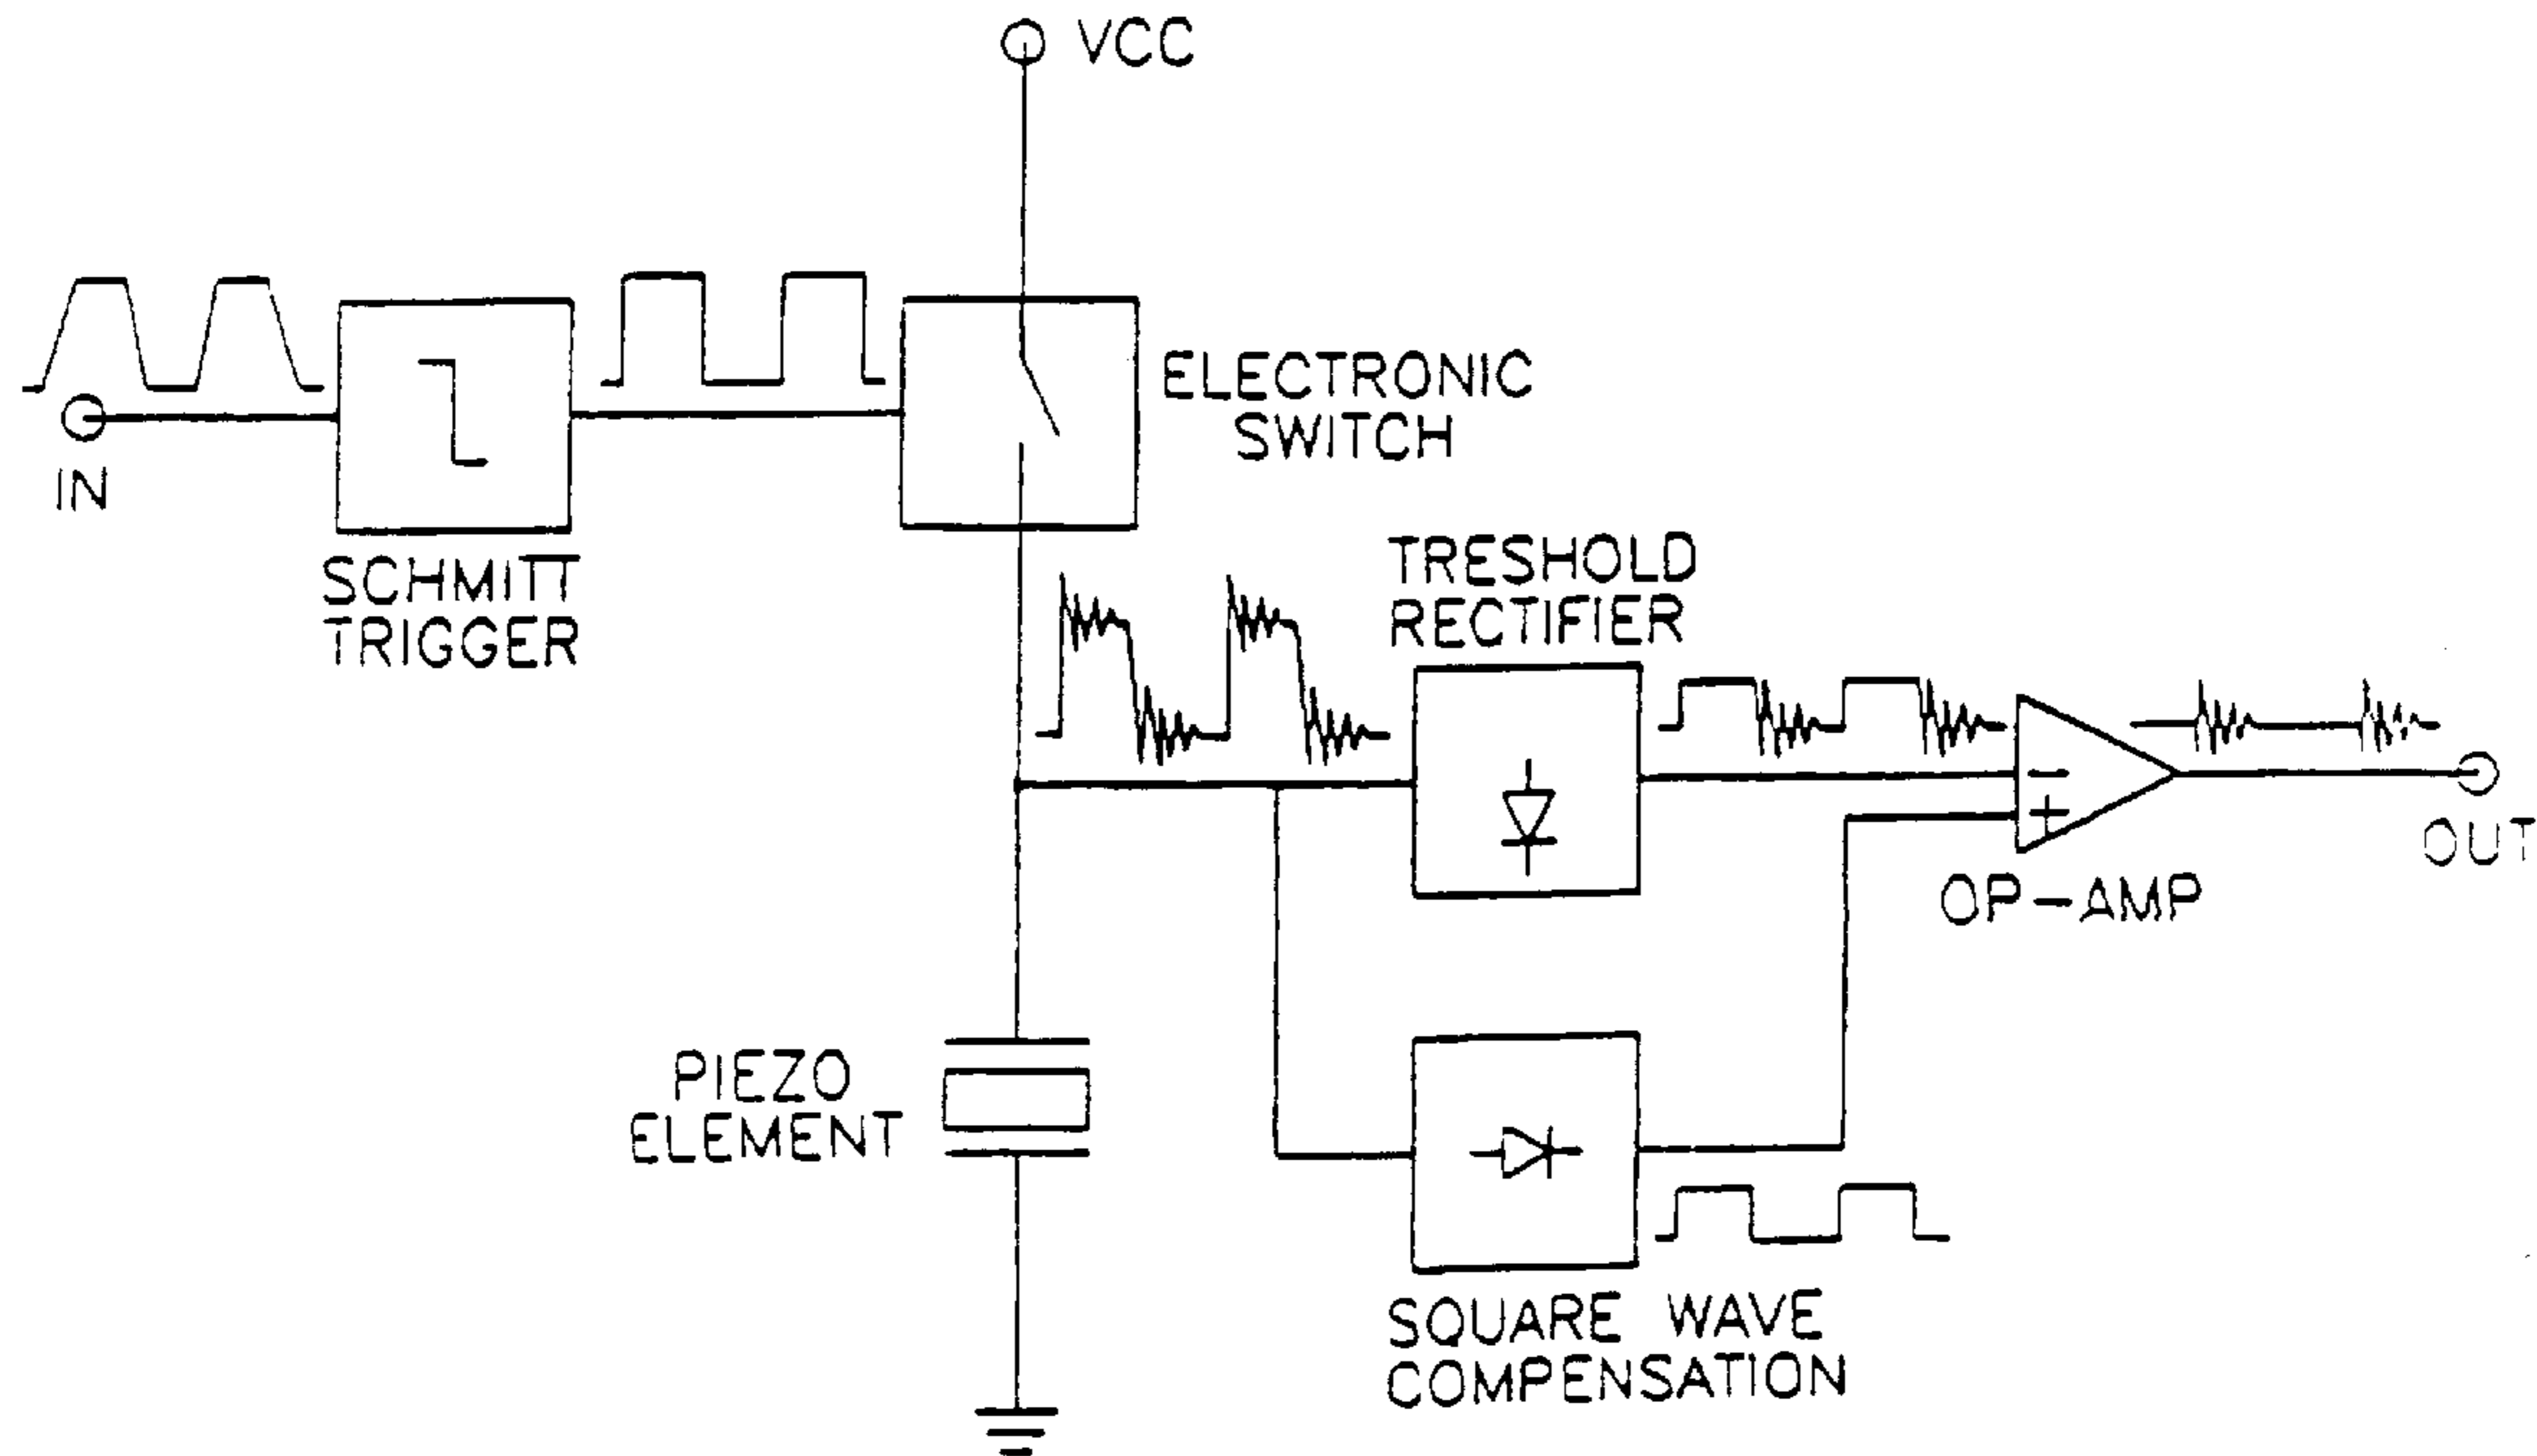 VCC
IN
SCHMITT
TRIGGER
ELECTRONIC
SWITCH
TRESHOLD
RECTIFIER
OP-AMP
OUT
PIEZO
ELEMENT
SQUARE WAVE
COMPENSATION